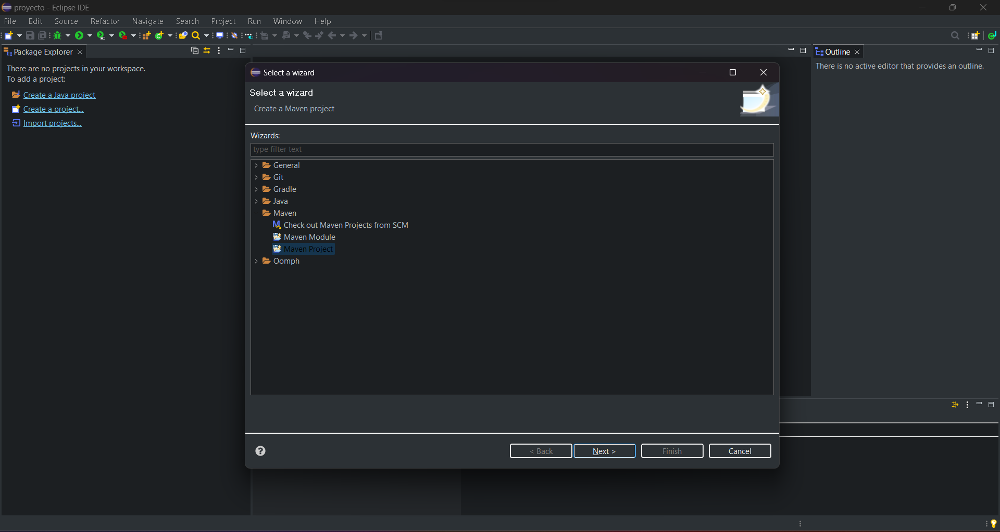 proyecto - Eclipse IDE
File Edit Source Refactor Navigate Search Project Run Window Help
Package Explorer
There are no projects in your workspace.
To add a project:
Create a Java project
Create a project...
Import projects...
Select a wizard
Select a wizard
Create a Maven project
Wizards:
type filter text
General
Git
Gradle
Java
Maven
Check out Maven Projects from SCM
Maven Module
Maven Project
Oomph
< Back Next > Finish Cancel
Outline
There is no active editor that provides an outline.